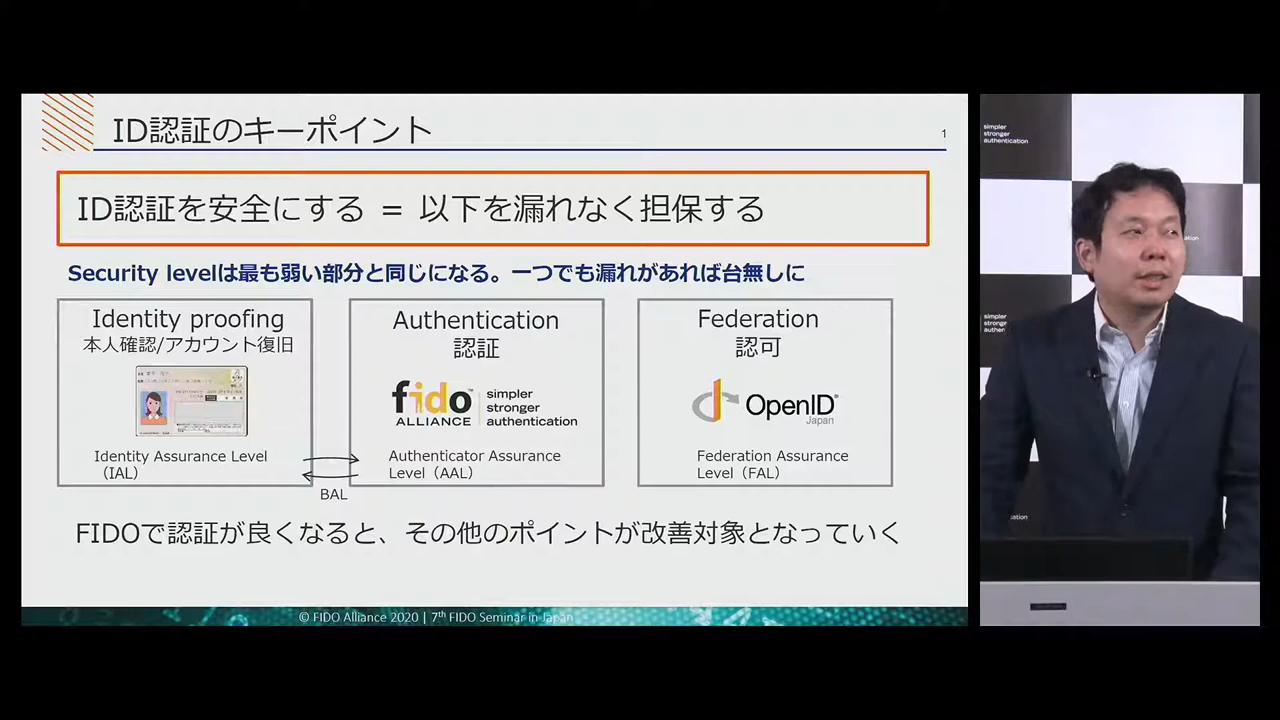 ID認証のキーポイント
1
ID認証を安全にする = 以下を漏れなく担保する
Security levelは最も弱い部分と同じになる。一つでも漏れがあれば台無しに
Identity proofing
本人確認/アカウント復旧
Identity Assurance Level
（IAL）
BAL
Authentication
認証
fido
ALLIANCE
simpler
stronger
authentication
Authenticator Assurance
Level（AAL）
Federation
認可
OpenID
Japan
Federation Assurance
Level（FAL）
FIDOで認証が良くなると、その他のポイントが改善対象となっていく
© FIDO Alliance 2020 | 7th FIDO Seminar in Japan
simpler
stronger
authentication
simpler